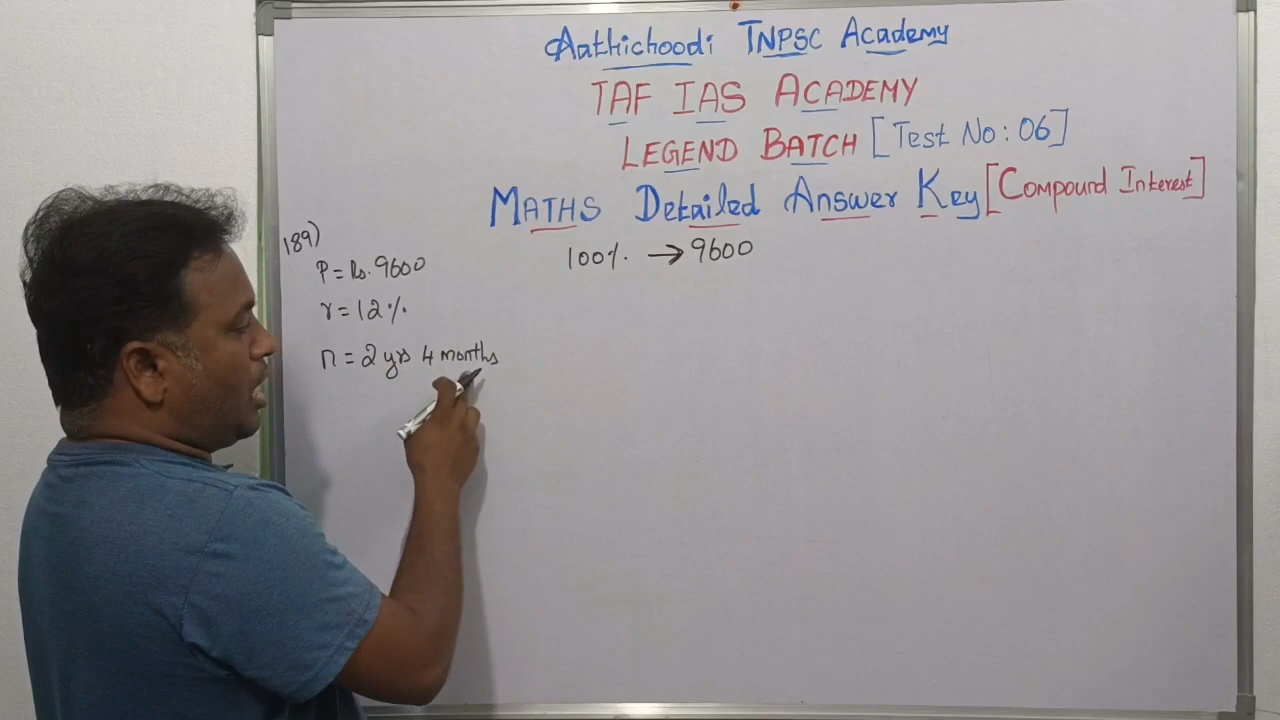 Aathichoodi TNPSC Academy
TAF IAS ACADEMY
LEGEND BATCH [Test No: 06]
MATHS Detailed Answer Key [Compound Interest]
189)
P = Rs. 9600
r = 12%
n = 2 yrs 4 months
100% → 9600